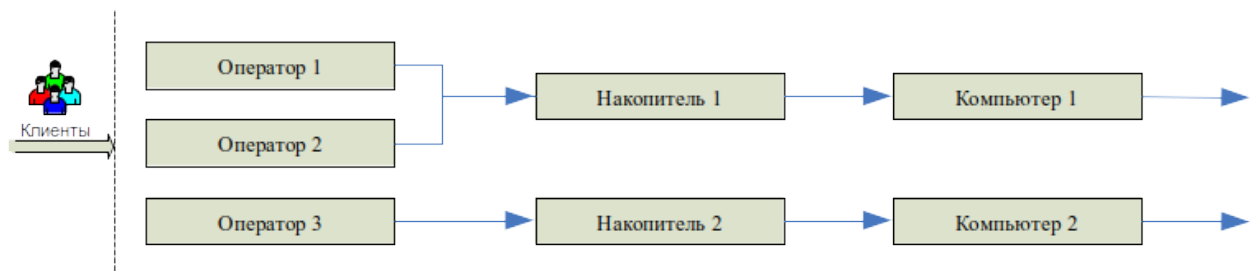 Клиенты
Оператор 1
Оператор 2
Оператор 3
Накопитель 1
Накопитель 2
Компьютер 1
Компьютер 2